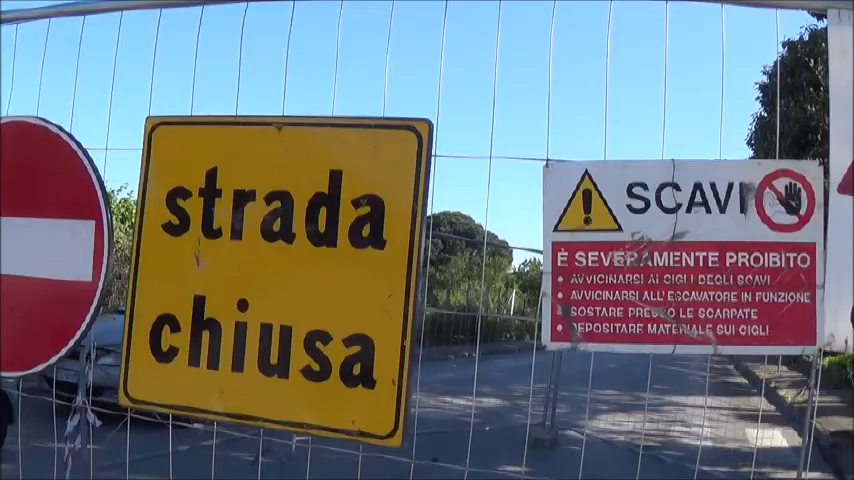 strada
chiusa
SCAVI
È SEVERAMENTE PROIBITO
• AVVICINARSI AI CIGLI DEGLI SCAVI
• AVVICINARSI ALL'ESCAVATORE IN FUNZIONE
• SOSTARE PRESSO LE SCARPATE
• DEPOSITARE MATERIALE SUI CIGLI